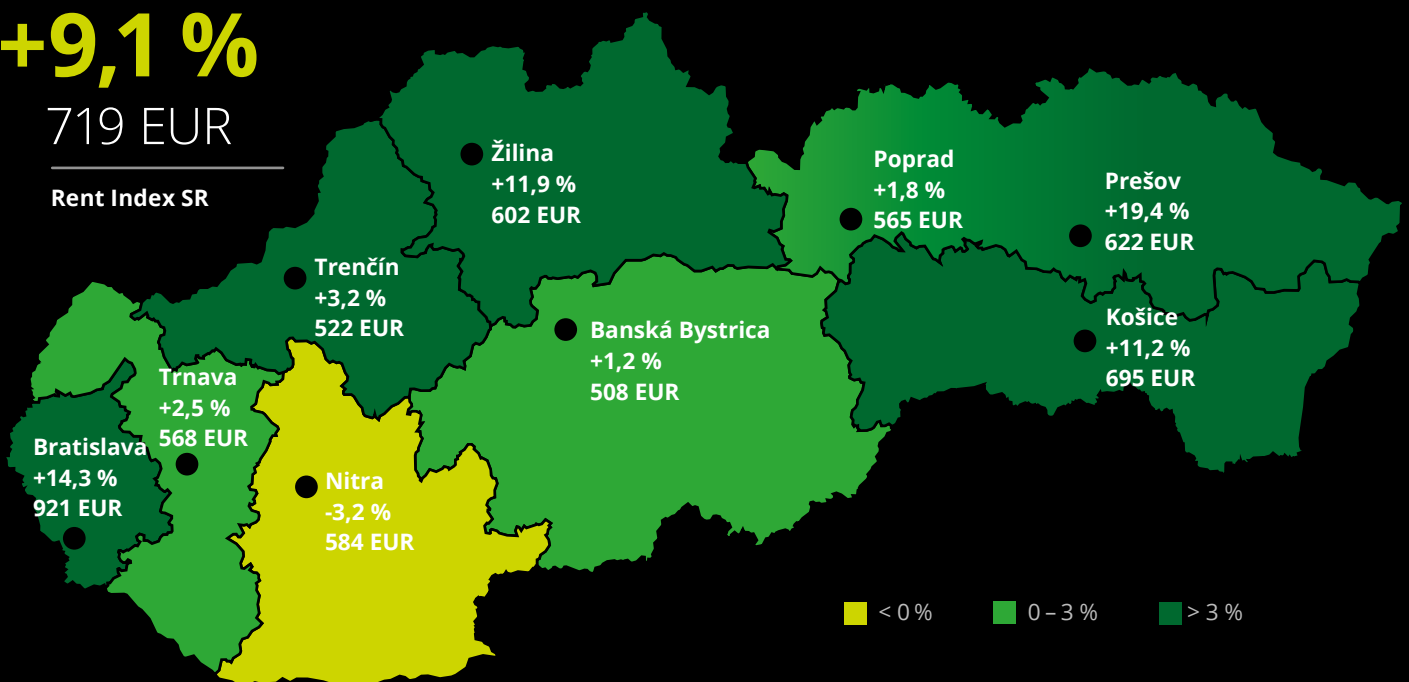 +9,1 %
719 EUR
Rent Index SR
Žilina
+11,9 %
602 EUR
Poprad
+1,8 %
565 EUR
Prešov
+19,4 %
622 EUR
Trenčín
+3,2 %
522 EUR
Banská Bystrica
+1,2 %
508 EUR
Košice
+11,2 %
695 EUR
Trnava
+2,5 %
568 EUR
Bratislava
+14,3 %
921 EUR
Nitra
-3,2 %
584 EUR
< 0 %
0 – 3 %
> 3 %